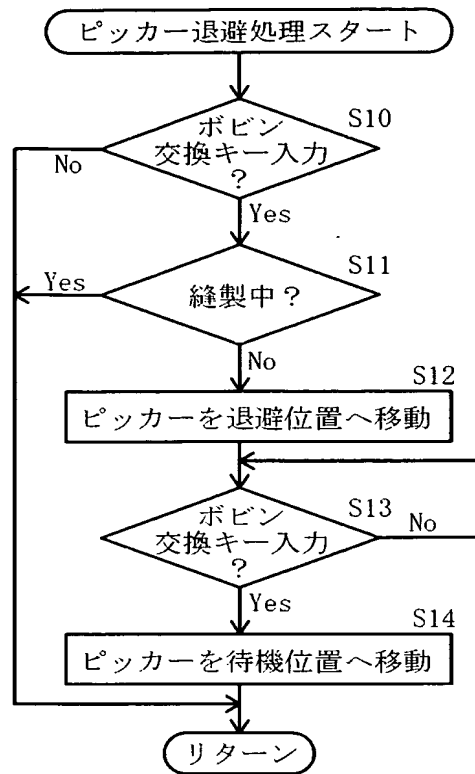 ピッカー退避処理スタート
S10
ボビン
交換キー入力
?
No
Yes
S11
縫製中?
Yes
No
S12
ピッカーを退避位置へ移動
S13
ボビン
交換キー入力
?
No
Yes
S14
ピッカーを待機位置へ移動
リターン